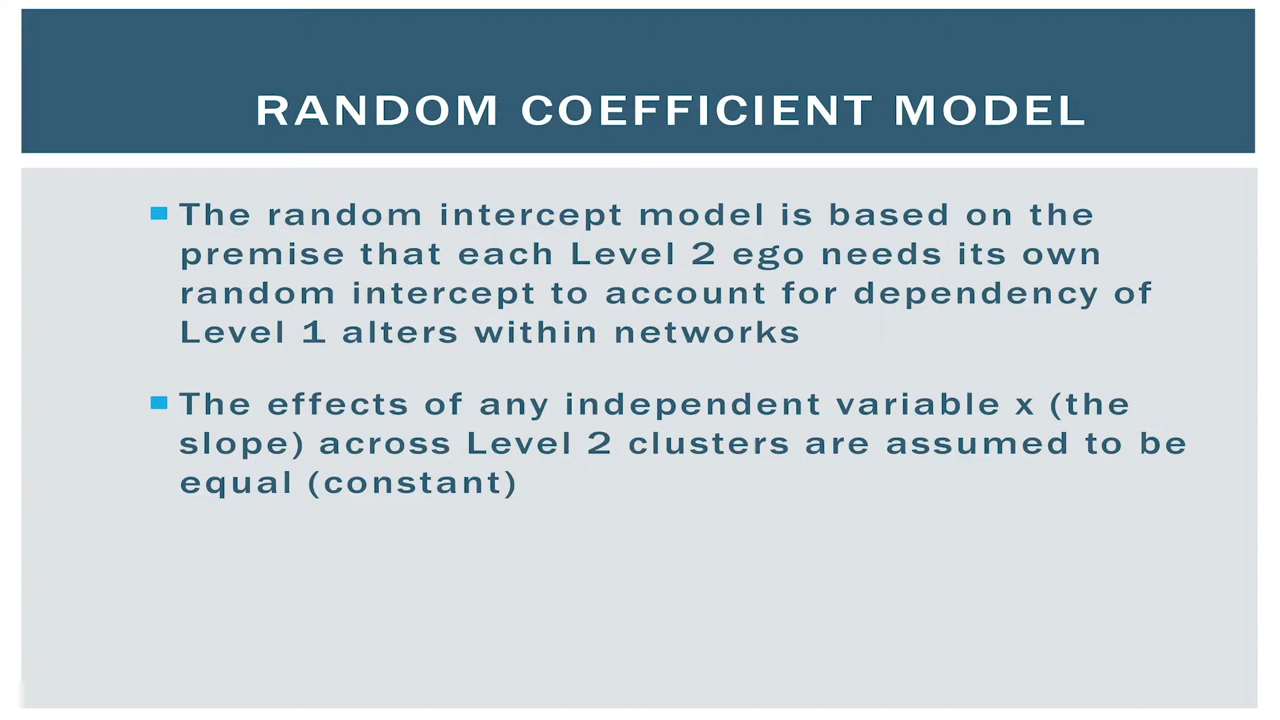 RANDOM COEFFICIENT MODEL
The random intercept model is based on the
premise that each Level 2 ego needs its own
random intercept to account for dependency of
Level 1 alters within networks
The effects of any independent variable x (the
slope) across Level 2 clusters are assumed to be
equal (constant)